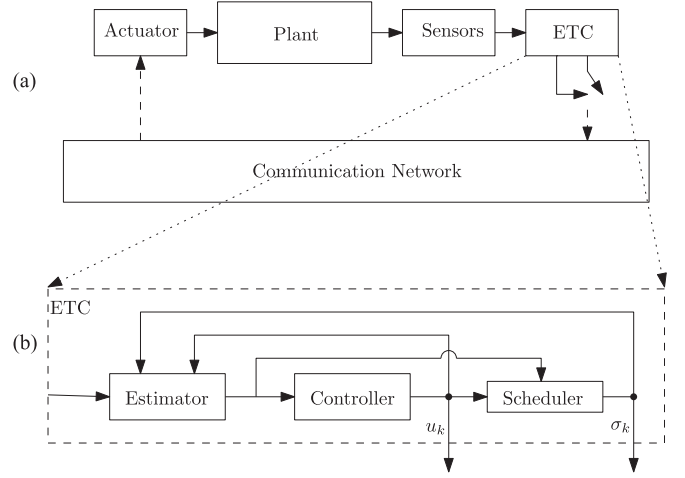 Actuator
Plant
Sensors
ETC
(a)
Communication Network
ETC
(b)
Estimator
Controller
Scheduler
u_k
σ_k